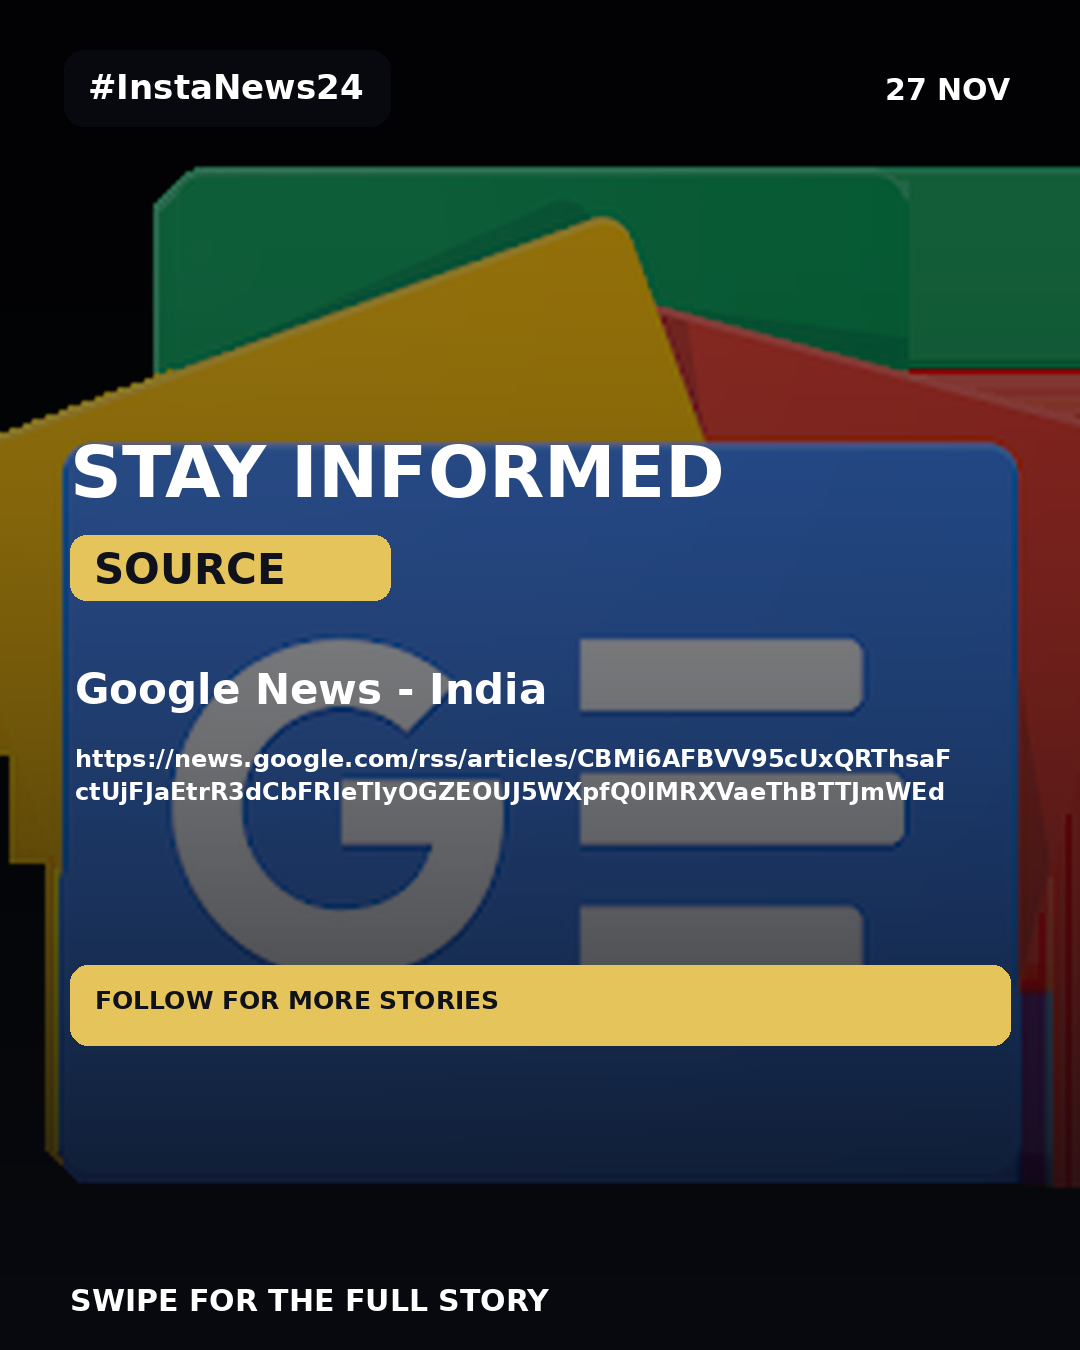 #InstaNews24
27 NOV
STAY INFORMED
SOURCE
Google News - India
https://news.google.com/rss/articles/CBMi6AFBVV95cUxQRThsaF
ctUjFJaEtrR3dCbFRIeTlyOGZEOUJ5WXpfQ0lMRXVaeThBTTJmWEd
FOLLOW FOR MORE STORIES
SWIPE FOR THE FULL STORY